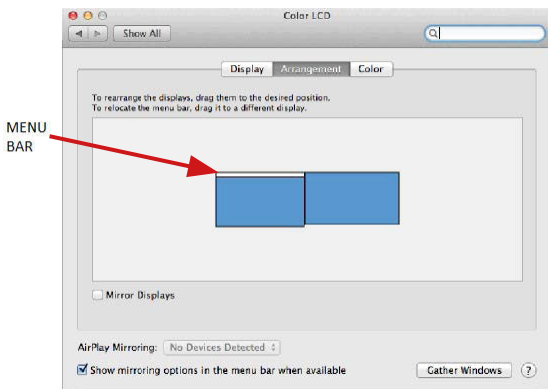 Color LCD
Show All
Display Arrangement Color
To rearrange the displays, drag them to the desired position.
To relocate the menu bar, drag it to a different display.
MENU
BAR
Mirror Displays
AirPlay Mirroring: No Devices Detected
Show mirroring options in the menu bar when available
Gather Windows ?